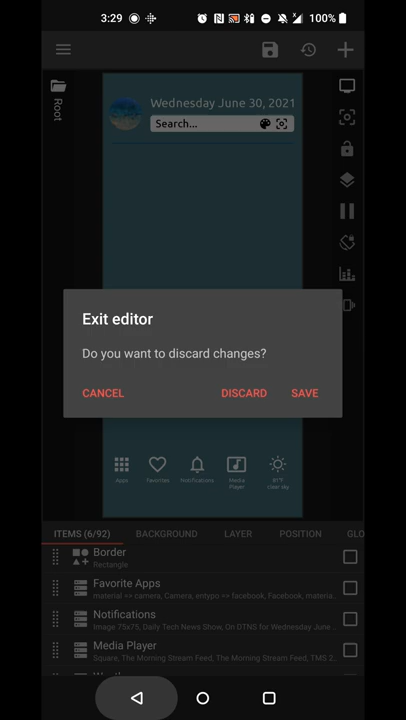 3:29
100%
Root
Wednesday June 30, 2021
Search...
Exit editor
Do you want to discard changes?
CANCEL
DISCARD
SAVE
Apps
Favorites
Notifications
Media
Player
81°F
clear sky
ITEMS (6/92)
BACKGROUND
LAYER
POSITION
GLO
Border
Rectangle
Favorite Apps
material => camera, Camera, entypo => facebook, Facebook, materia...
Notifications
Image 75x75, Daily Tech News Show, On DTNS for Wednesday June ...
Media Player
Square, The Morning Stream Feed, The Morning Stream Feed, TMS 2...